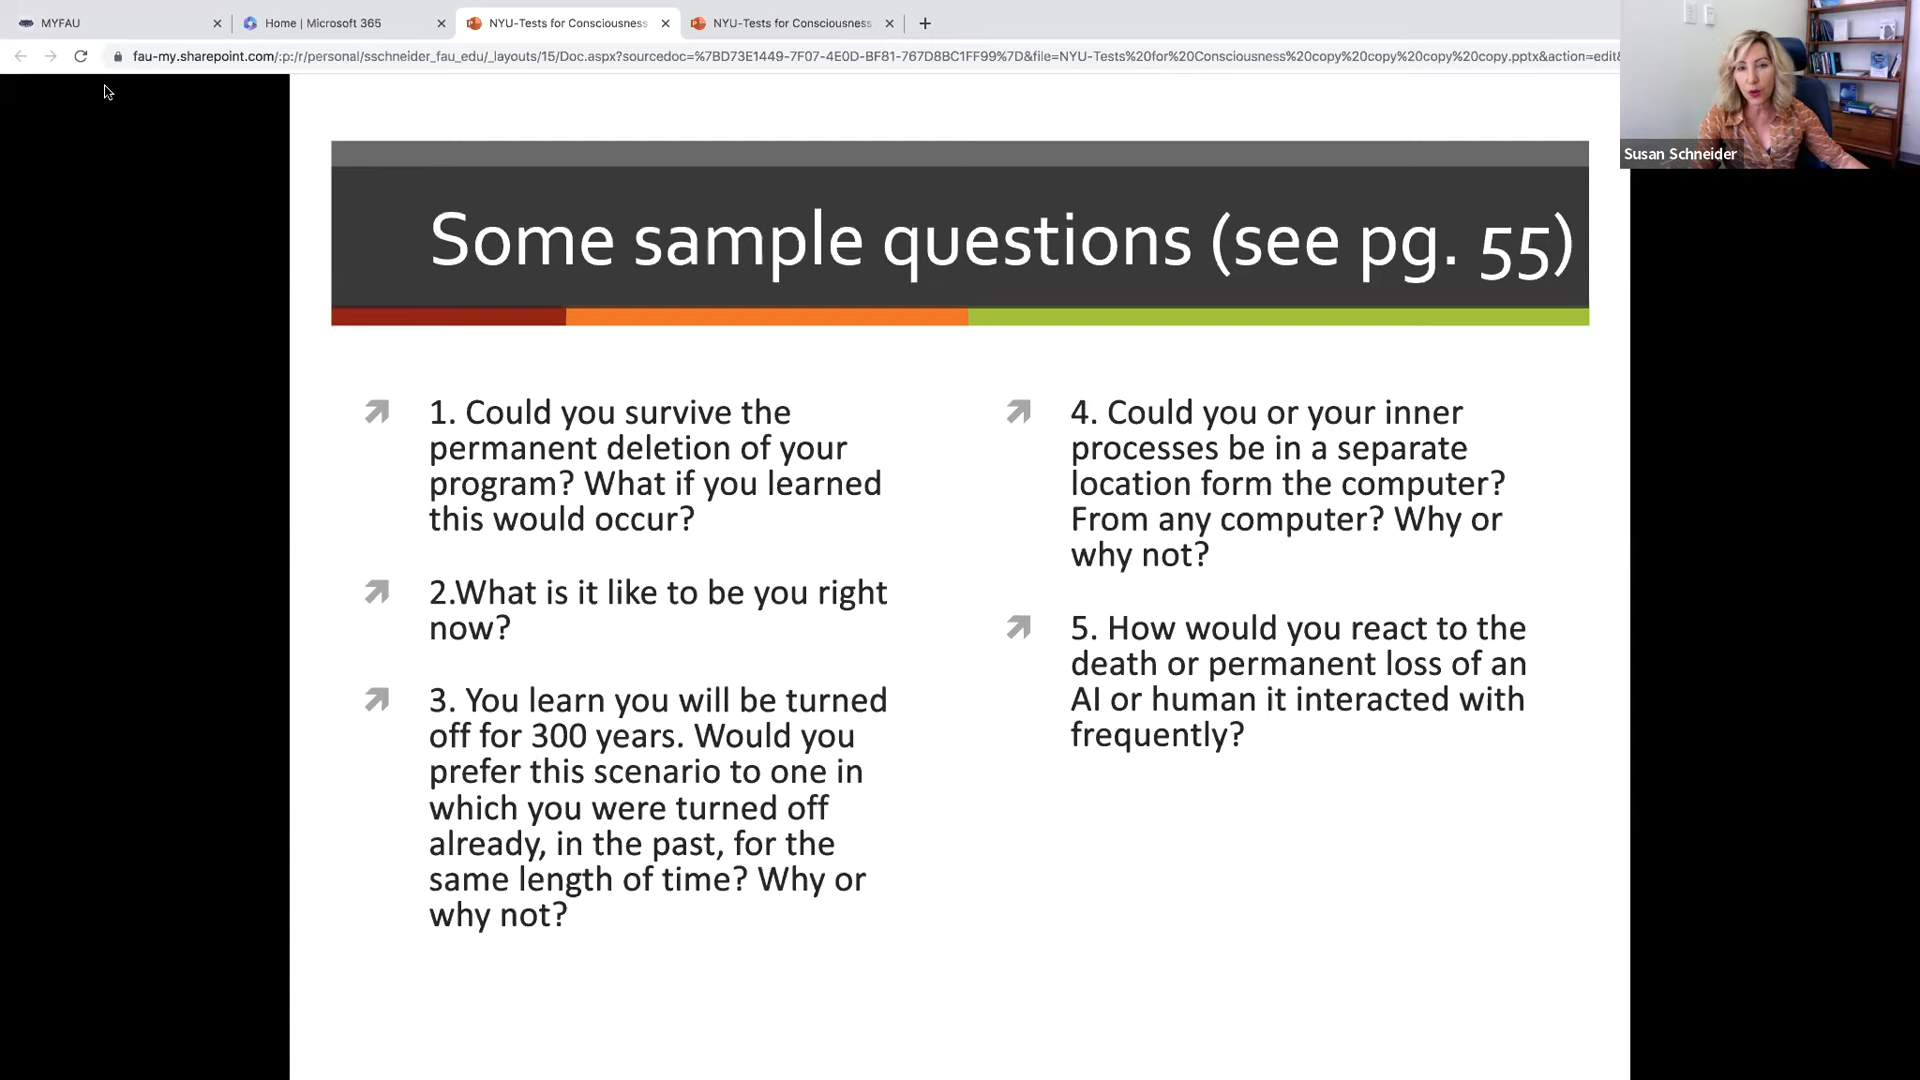 MYFAU
Home | Microsoft 365
NYU-Tests for Consciousness
NYU-Tests for Consciousness
fau-my.sharepoint.com/:p:/r/personal/sschneider_fau_edu/_layouts/15/Doc.aspx?sourcedoc=%7BD73E1449-7F07-4E0D-BF81-767D8BC1FF99%7D&file=NYU-Tests%20for%20Consciousness%20copy%20copy%20copy%20copy.pptx&action=edit&
Susan Schneider
Some sample questions (see pg. 55)
1. Could you survive the
permanent deletion of your
program? What if you learned
this would occur?
2.What is it like to be you right
now?
3. You learn you will be turned
off for 300 years. Would you
prefer this scenario to one in
which you were turned off
already, in the past, for the
same length of time? Why or
why not?
4. Could you or your inner
processes be in a separate
location form the computer?
From any computer? Why or
why not?
5. How would you react to the
death or permanent loss of an
AI or human it interacted with
frequently?